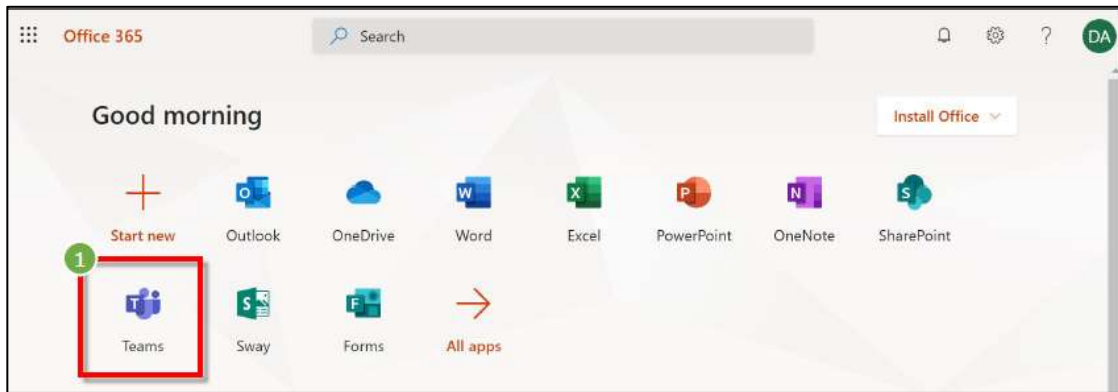 Office 365
Search
DA
Good morning
Install Office
Start new
Outlook
OneDrive
Word
Excel
PowerPoint
OneNote
SharePoint
1
Teams
Sway
Forms
All apps